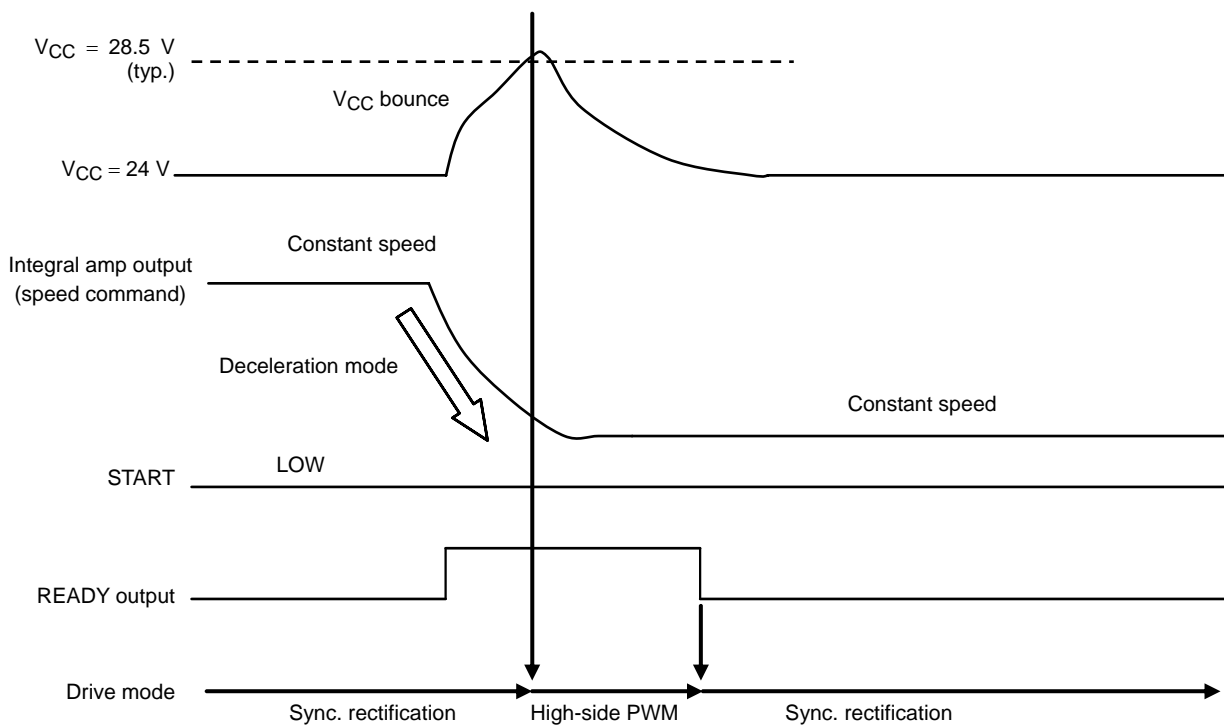 VCC = 28.5 V
(typ.)
VCC bounce
VCC = 24 V
Constant speed
Integral amp output
(speed command)
Deceleration mode
Constant speed
LOW
START
READY output
Drive mode
Sync. rectification High-side PWM Sync. rectification